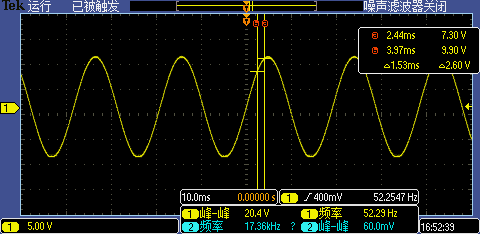 Tek 运行 已被触发 噪声滤波器关闭
a 2.44ms 7.30 V
b 3.97ms 9.90 V
△1.53ms △2.60 V
1
10.0ms 0.00000 s 1 400mV 52.2547 Hz
1 峰-峰 20.4 V 1 频率 52.29 Hz
2 频率 17.36kHz ? 2 峰-峰 60.0mV
1 5.00 V 16:52:39